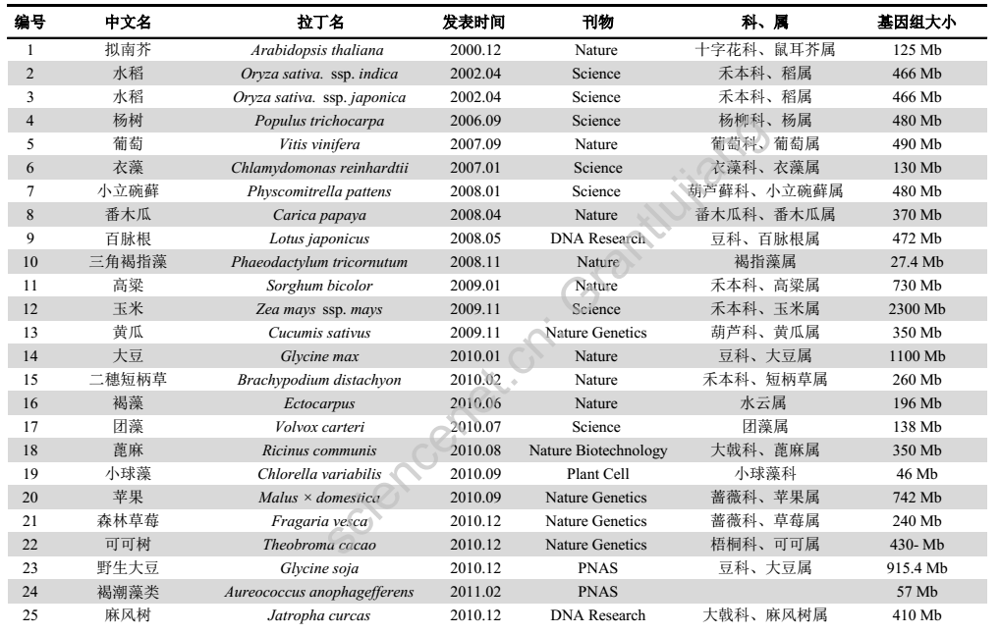 编号 中文名 拉丁名 发表时间 刊物 科、属 基因组大小
1 拟南芥 Arabidopsis thaliana 2000.12 Nature 十字花科、鼠耳芥属 125 Mb
2 水稻 Oryza sativa. ssp. indica 2002.04 Science 禾本科、稻属 466 Mb
3 水稻 Oryza sativa. ssp. japonica 2002.04 Science 禾本科、稻属 466 Mb
4 杨树 Populus trichocarpa 2006.09 Science 杨柳科、杨属 480 Mb
5 葡萄 Vitis vinifera 2007.09 Nature 葡萄科、葡萄属 490 Mb
6 衣藻 Chlamydomonas reinhardtii 2007.01 Science 衣藻科、衣藻属 130 Mb
7 小立碗藓 Physcomitrella pattens 2008.01 Science 葫芦藓科、小立碗藓属 480 Mb
8 番木瓜 Carica papaya 2008.04 Nature 番木瓜科、番木瓜属 370 Mb
9 百脉根 Lotus japonicus 2008.05 DNA Research 豆科、百脉根属 472 Mb
10 三角褐指藻 Phaeodactylum tricornutum 2008.11 Nature 褐指藻属 27.4 Mb
11 高粱 Sorghum bicolor 2009.01 Nature 禾本科、高粱属 730 Mb
12 玉米 Zea mays ssp. mays 2009.11 Science 禾本科、玉米属 2300 Mb
13 黄瓜 Cucumis sativus 2009.11 Nature Genetics 葫芦科、黄瓜属 350 Mb
14 大豆 Glycine max 2010.01 Nature 豆科、大豆属 1100 Mb
15 二穗短柄草 Brachypodium distachyon 2010.02 Nature 禾本科、短柄草属 260 Mb
16 褐藻 Ectocarpus 2010.06 Nature 水云属 196 Mb
17 团藻 Volvox carteri 2010.07 Science 团藻属 138 Mb
18 蓖麻 Ricinus communis 2010.08 Nature Biotechnology 大戟科、蓖麻属 350 Mb
19 小球藻 Chlorella variabilis 2010.09 Plant Cell 小球藻科 46 Mb
20 苹果 Malus × domestica 2010.09 Nature Genetics 蔷薇科、苹果属 742 Mb
21 森林草莓 Fragaria vesca 2010.12 Nature Genetics 蔷薇科、草莓属 240 Mb
22 可可树 Theobroma cacao 2010.12 Nature Genetics 梧桐科、可可属 430- Mb
23 野生大豆 Glycine soja 2010.12 PNAS 豆科、大豆属 915.4 Mb
24 褐潮藻类 Aureococcus anophagefferens 2011.02 PNAS 57 Mb
25 麻风树 Jatropha curcas 2010.12 DNA Research 大戟科、麻风树属 410 Mb
sciencenet.cn: Grantlujiang